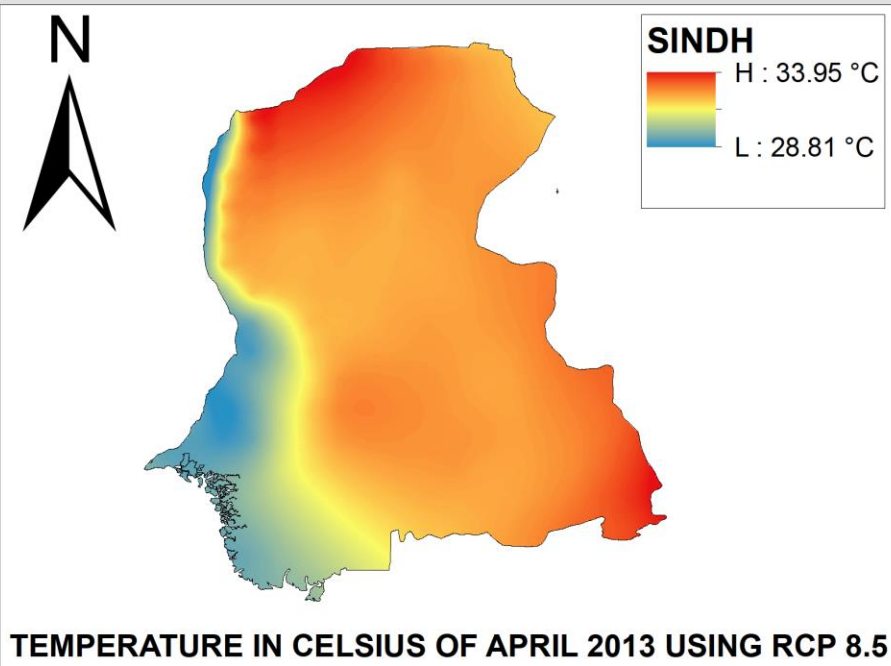 N
SINDH
H : 33.95 °C
L : 28.81 °C
TEMPERATURE IN CELSIUS OF APRIL 2013 USING RCP 8.5